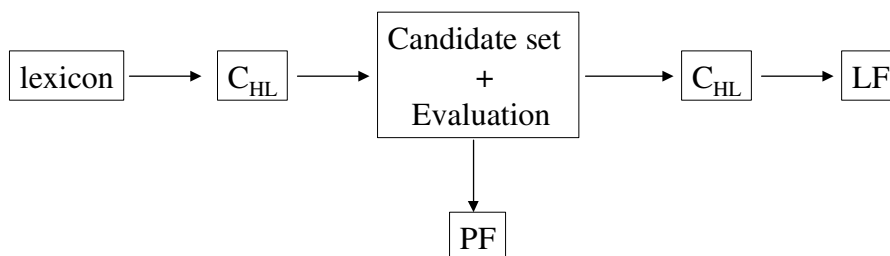 lexicon
C_HL
Candidate set
+
Evaluation
C_HL
LF
PF